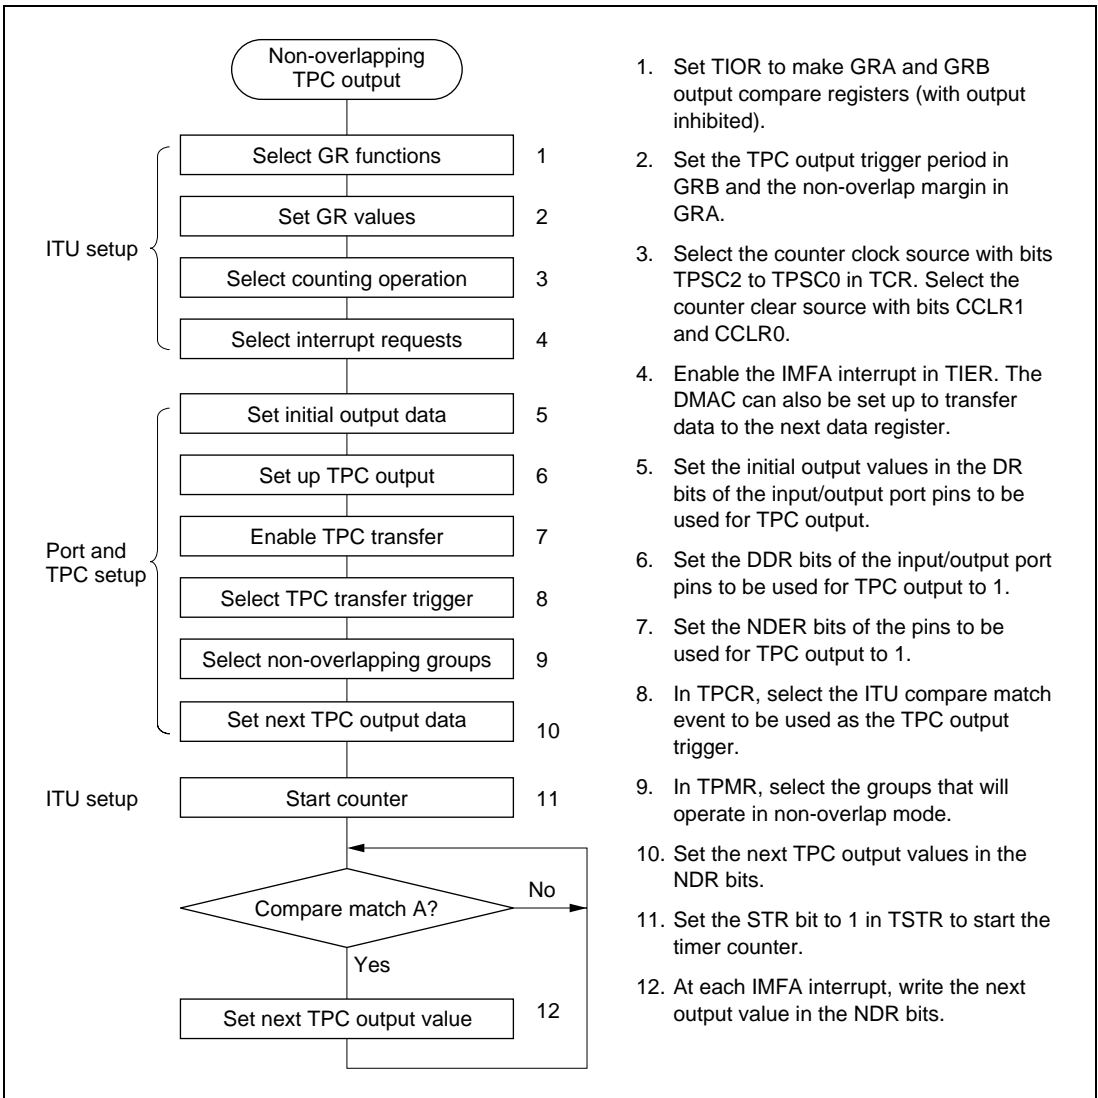 Non-overlapping
TPC output
ITU setup
Select GR functions
1
Set GR values
2
Select counting operation
3
Select interrupt requests
4
Port and
TPC setup
Set initial output data
5
Set up TPC output
6
Enable TPC transfer
7
Select TPC transfer trigger
8
Select non-overlapping groups
9
Set next TPC output data
10
ITU setup
Start counter
11
Compare match A?
No
Yes
Set next TPC output value
12
1. Set TIOR to make GRA and GRB
output compare registers (with output
inhibited).
2. Set the TPC output trigger period in
GRB and the non-overlap margin in
GRA.
3. Select the counter clock source with bits
TPSC2 to TPSC0 in TCR. Select the
counter clear source with bits CCLR1
and CCLR0.
4. Enable the IMFA interrupt in TIER. The
DMAC can also be set up to transfer
data to the next data register.
5. Set the initial output values in the DR
bits of the input/output port pins to be
used for TPC output.
6. Set the DDR bits of the input/output port
pins to be used for TPC output to 1.
7. Set the NDER bits of the pins to be
used for TPC output to 1.
8. In TPCR, select the ITU compare match
event to be used as the TPC output
trigger.
9. In TPMR, select the groups that will
operate in non-overlap mode.
10. Set the next TPC output values in the
NDR bits.
11. Set the STR bit to 1 in TSTR to start the
timer counter.
12. At each IMFA interrupt, write the next
output value in the NDR bits.